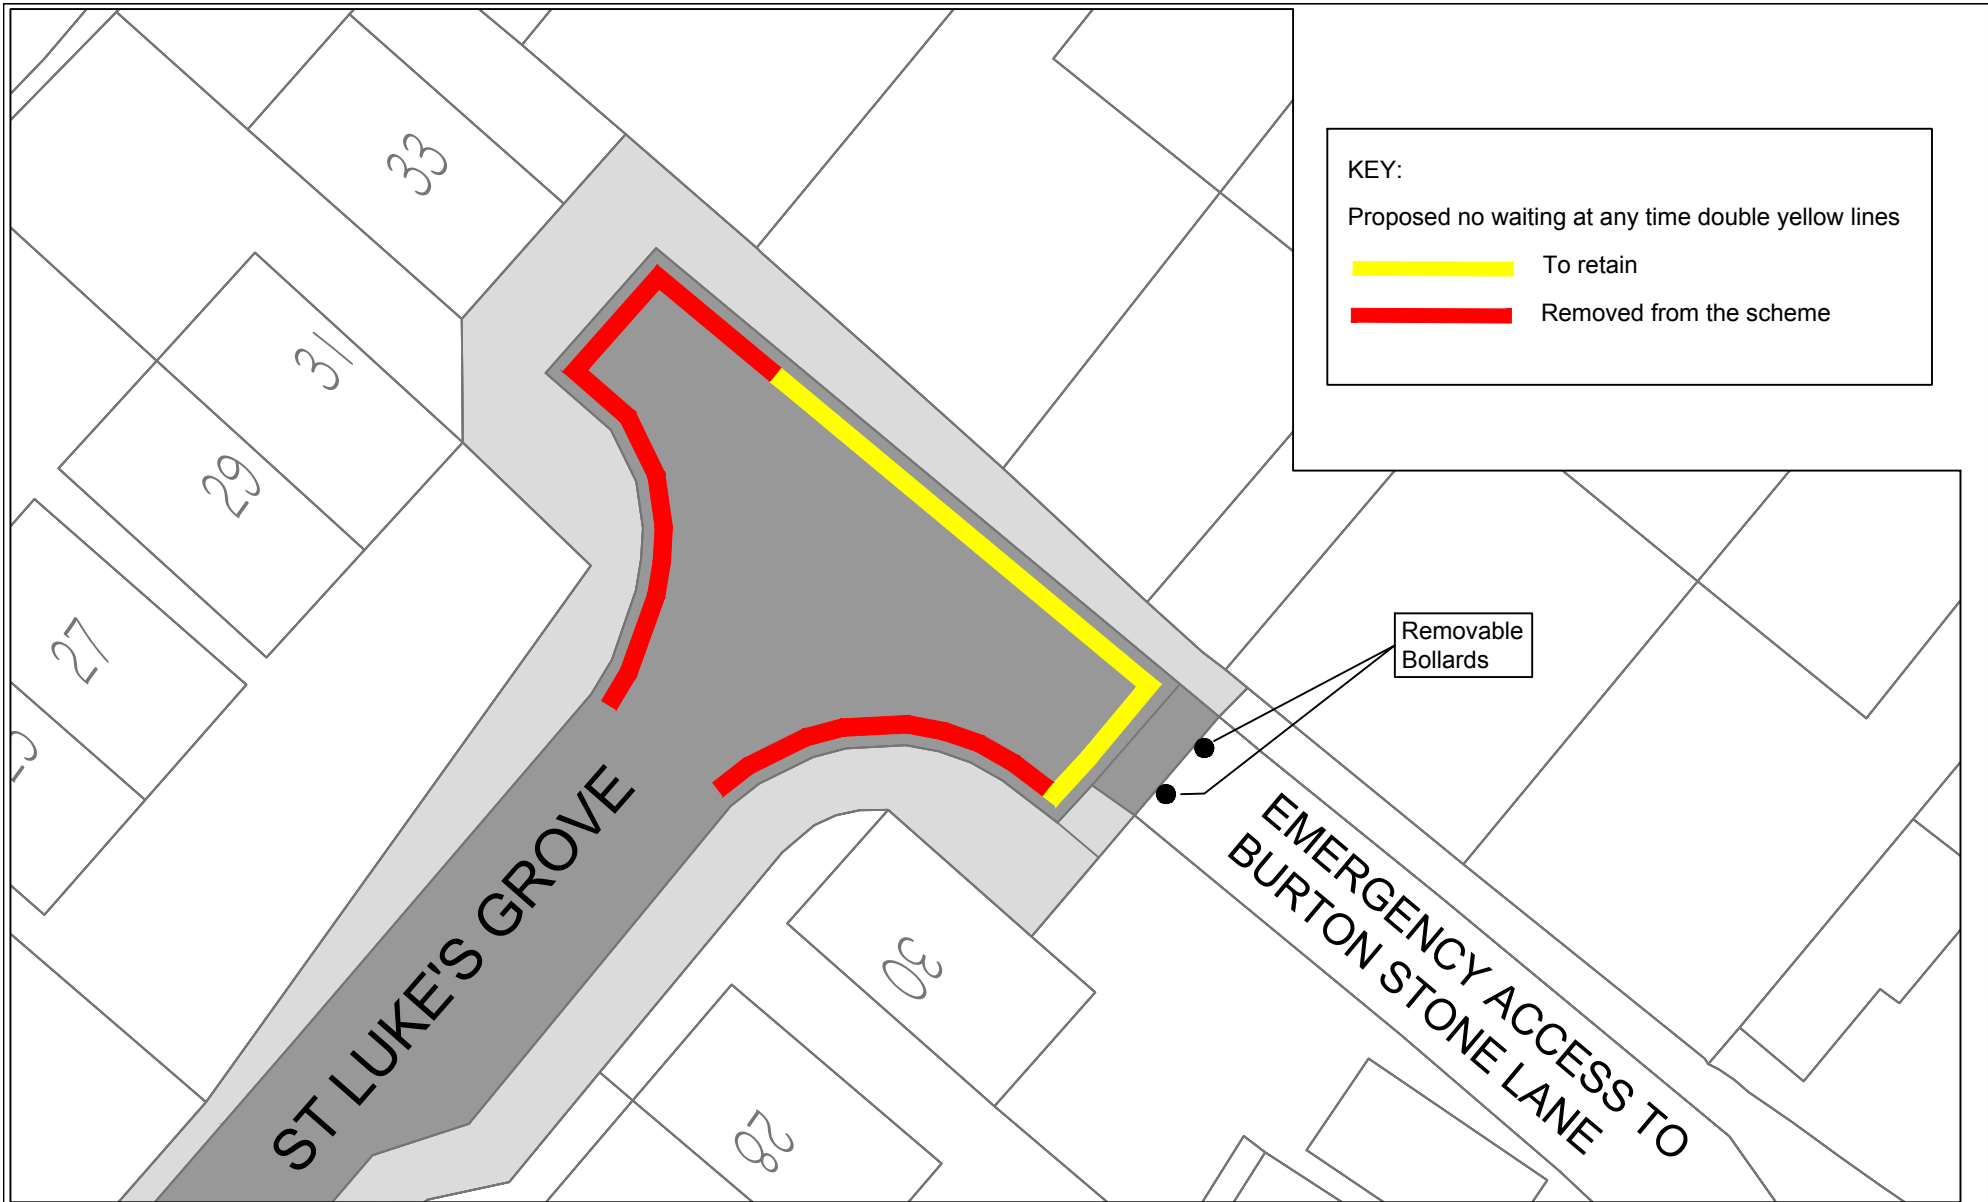 KEY:
Proposed no waiting at any time double yellow lines
To retain
Removed from the scheme
33
31
29
27
Removable
Bollards
ST LUKE'S GROVE
EMERGENCY ACCESS TO
BURTON STONE LANE
30
28